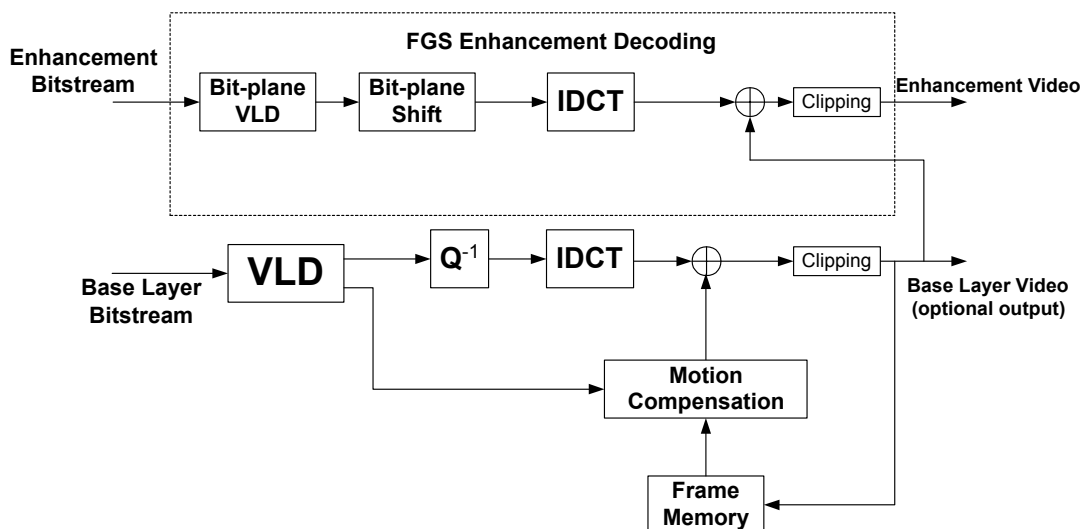 FGS Enhancement Decoding
Enhancement
Bitstream
Bit-plane
VLD
Bit-plane
Shift
IDCT
Clipping
Enhancement Video
Base Layer
Bitstream
VLD
Q-1
IDCT
Clipping
Base Layer Video
(optional output)
Motion
Compensation
Frame
Memory